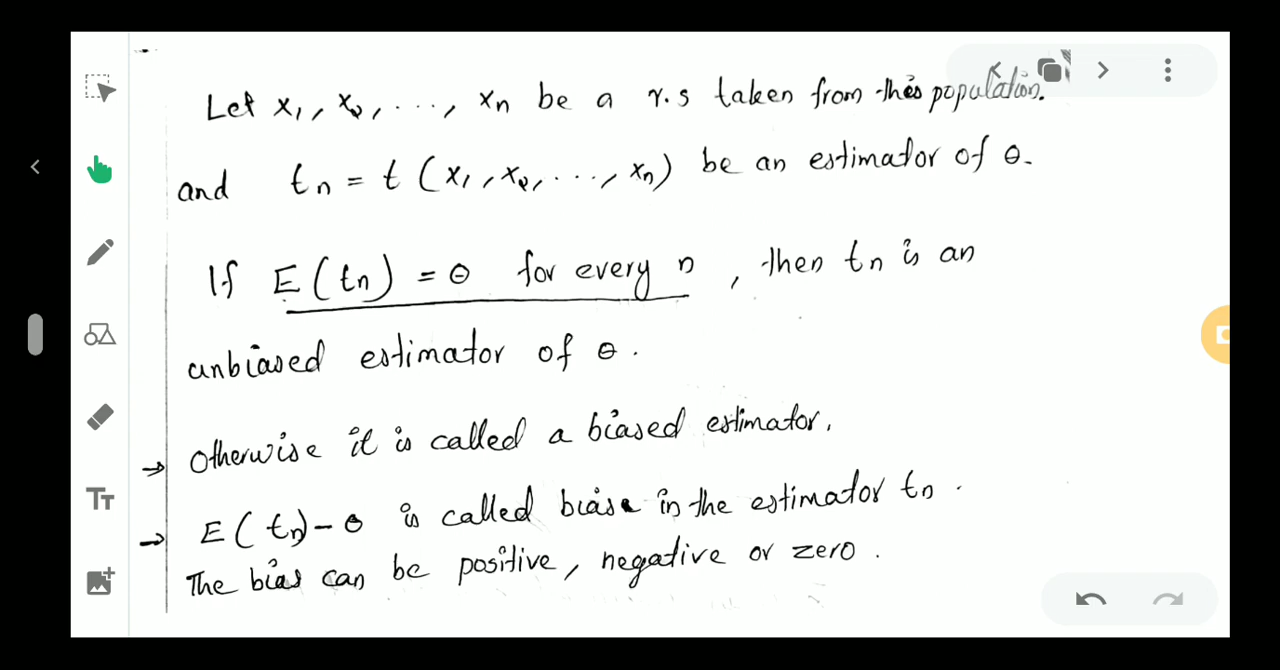 Let x₁, x₂, ..., xn be a r.s taken from this population.
and tn = t (x₁, x₂, ..., xn) be an estimator of θ.
If E(tn) = θ for every n, then tn is an
unbiased estimator of θ.
→ Otherwise it is called a biased estimator.
→ E(tn) - θ is called bias in the estimator tn.
The bias can be positive, negative or zero.
Tт